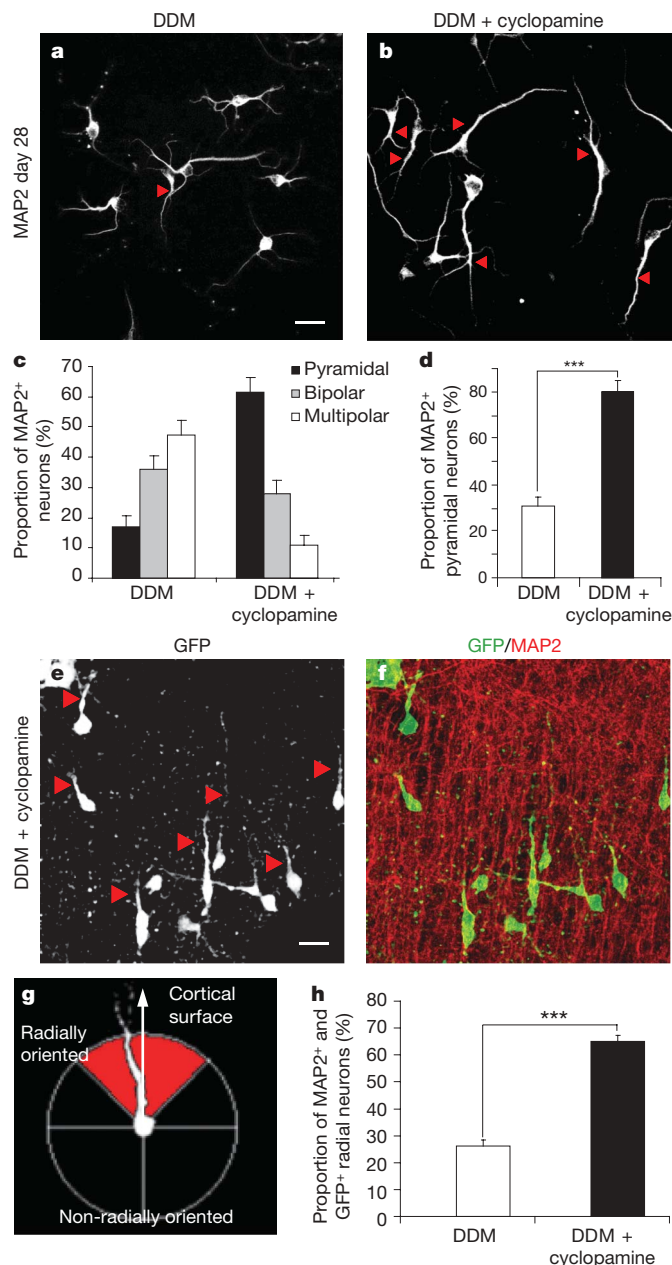 DDM
DDM + cyclopamine
MAP2 day 28
a
b
c
Proportion of MAP2⁺
neurons (%)
70
60
50
40
30
20
10
0
Pyramidal
Bipolar
Multipolar
DDM
DDM +
cyclopamine
d
Proportion of MAP2⁺
pyramidal neurons (%)
80
60
40
20
0
***
DDM
DDM +
cyclopamine
GFP
GFP/MAP2
DDM + cyclopamine
e
f
g
Cortical
surface
Radially
oriented
Non-radially oriented
h
Proportion of MAP2⁺ and
GFP⁺ radial neurons (%)
80
70
60
50
40
30
20
10
0
***
DDM
DDM +
cyclopamine